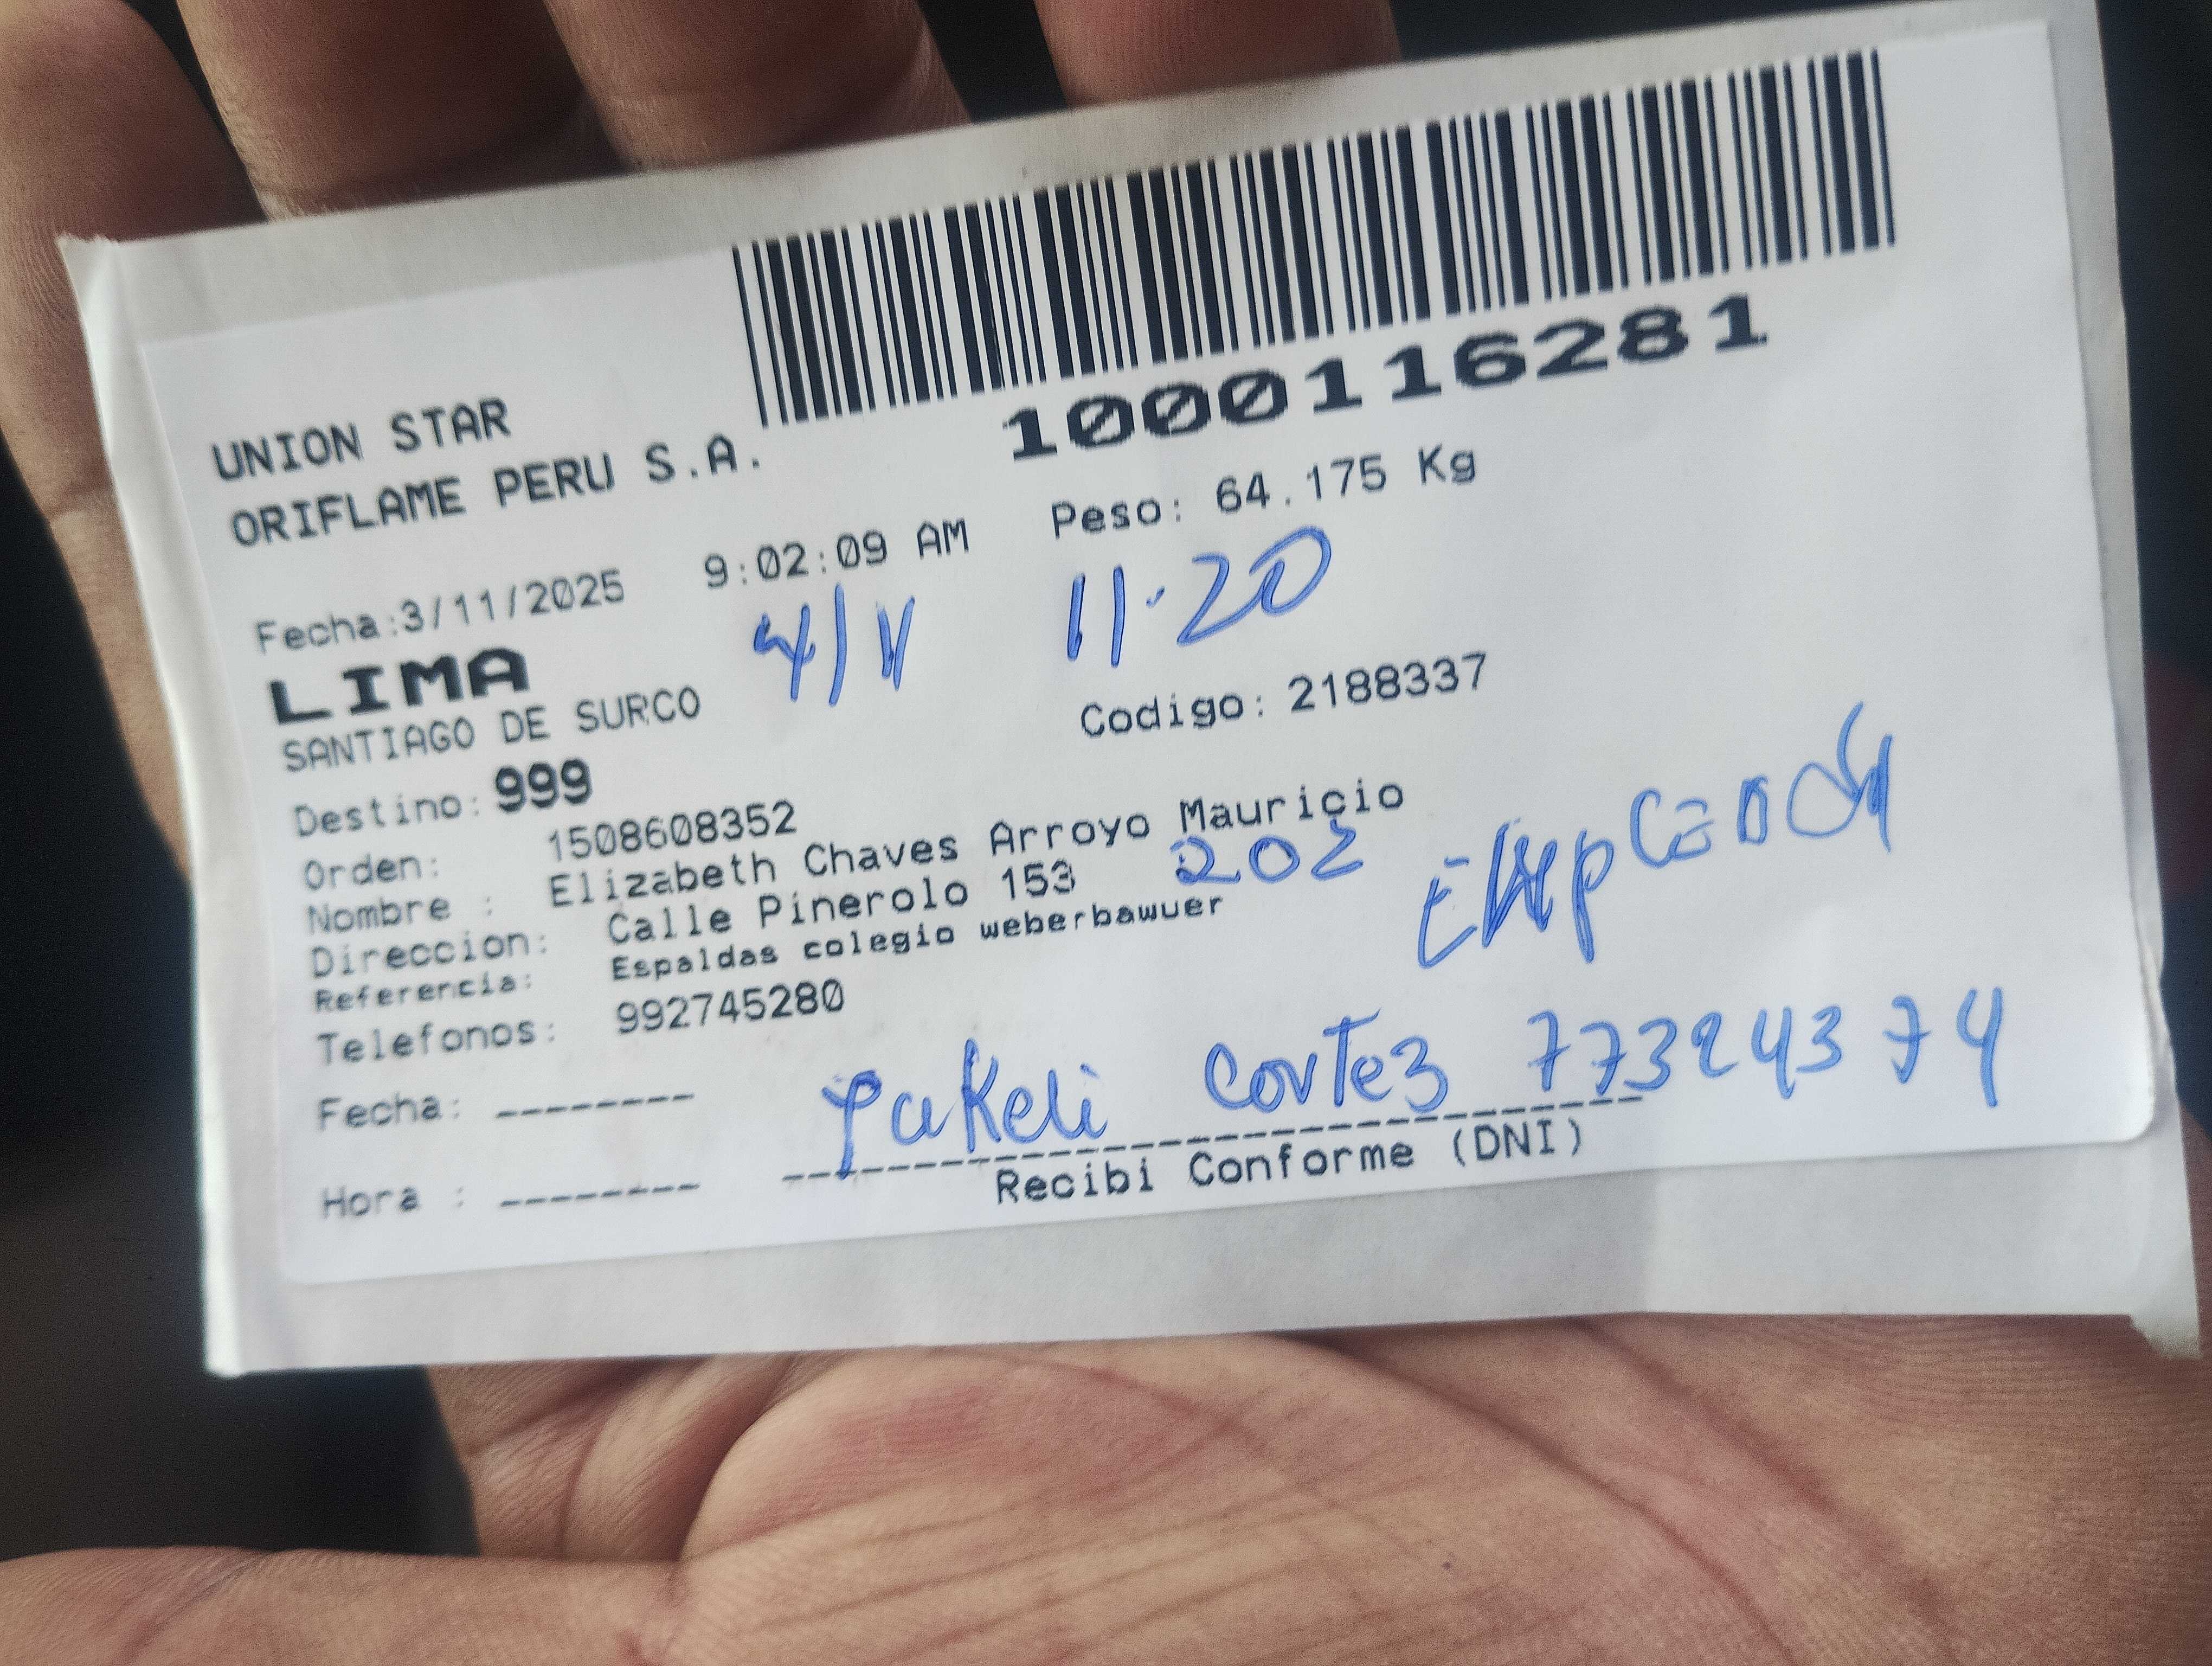 1000116281
UNION STAR
ORIFLAME PERU S.A.
Peso: 64.175 Kg
Fecha:3/11/2025 9:02:09 AM
4/11 11.20
LIMA
SANTIAGO DE SURCO
Codigo: 2188337
Destino: 999
Orden: 1508608352
Nombre : Elizabeth Chaves Arroyo Mauricio
Direccion: Calle Pinerolo 153 202
Referencia: Espaldas colegio weberbawuer
Telefonos: 992745280
Yakeli Cortez 77324374
Fecha: --------
Recibi Conforme (DNI)
Hora : --------